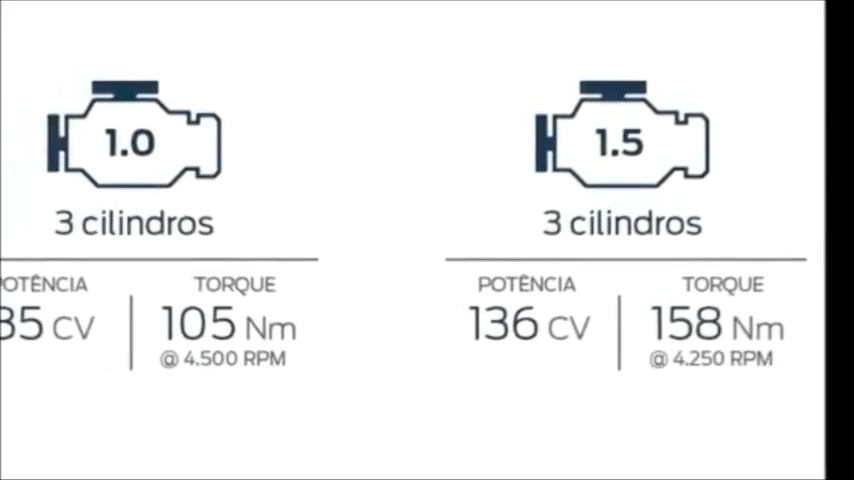 1.0
3 cilindros
TORQUE
CV
105 Nm
@ 4.500 RPM
1.5
3 cilindros
POTÊNCIA
TORQUE
136 CV
158 Nm
@ 4.250 RPM